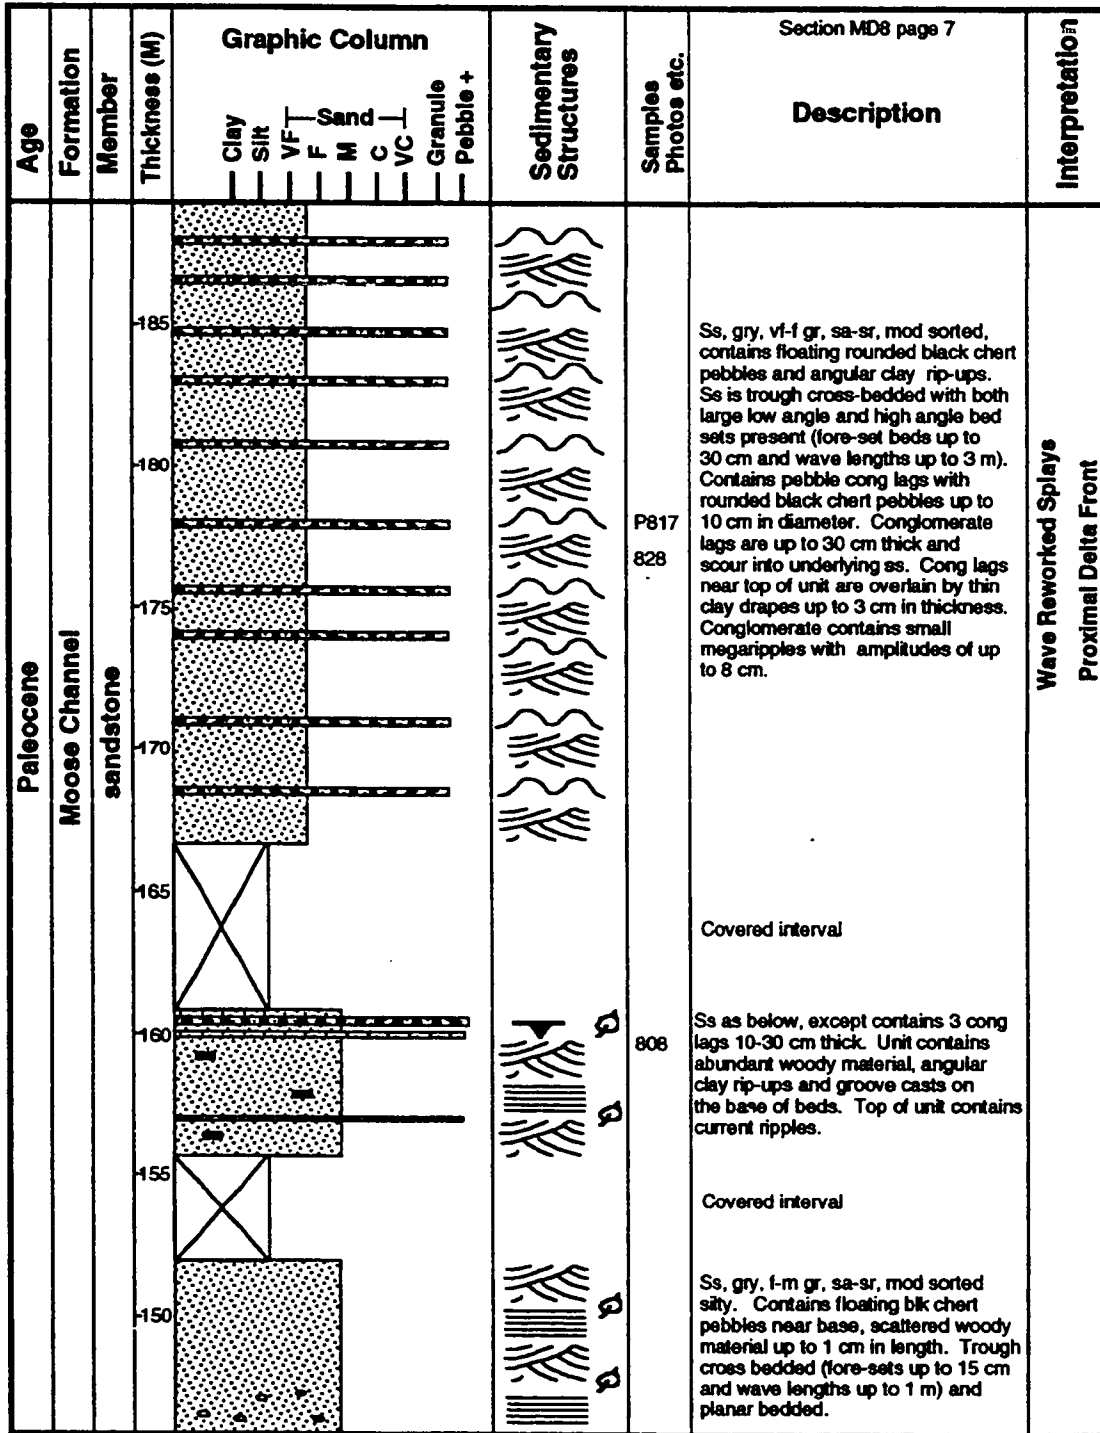 Age
Formation
Member
Thickness (M)
Graphic Column
Clay
Silt
VF
Sand
F
M
C
VC
Granule
Pebble +
Sedimentary
Structures
Samples
Photos etc.
Section MD8 page 7
Description
Interpretation
Paleocene
Moose Channel
sandstone
185
180
175
170
165
160
155
150
P817
828
808
Ss, gry, vf-f gr, sa-sr, mod sorted,
contains floating rounded black chert
pebbles and angular clay rip-ups.
Ss is trough cross-bedded with both
large low angle and high angle bed
sets present (fore-set beds up to
30 cm and wave lengths up to 3 m).
Contains pebble cong lags with
rounded black chert pebbles up to
10 cm in diameter. Conglomerate
lags are up to 30 cm thick and
scour into underlying ss. Cong lags
near top of unit are overlain by thin
clay drapes up to 3 cm in thickness.
Conglomerate contains small
megaripples with amplitudes of up
to 8 cm.
Covered interval
Ss as below, except contains 3 cong
lags 10-30 cm thick. Unit contains
abundant woody material, angular
clay rip-ups and groove casts on
the base of beds. Top of unit contains
current ripples.
Covered interval
Ss, gry, f-m gr, sa-sr, mod sorted
silty. Contains floating blk chert
pebbles near base, scattered woody
material up to 1 cm in length. Trough
cross bedded (fore-sets up to 15 cm
and wave lengths up to 1 m) and
planar bedded.
Wave Reworked Splays
Proximal Delta Front